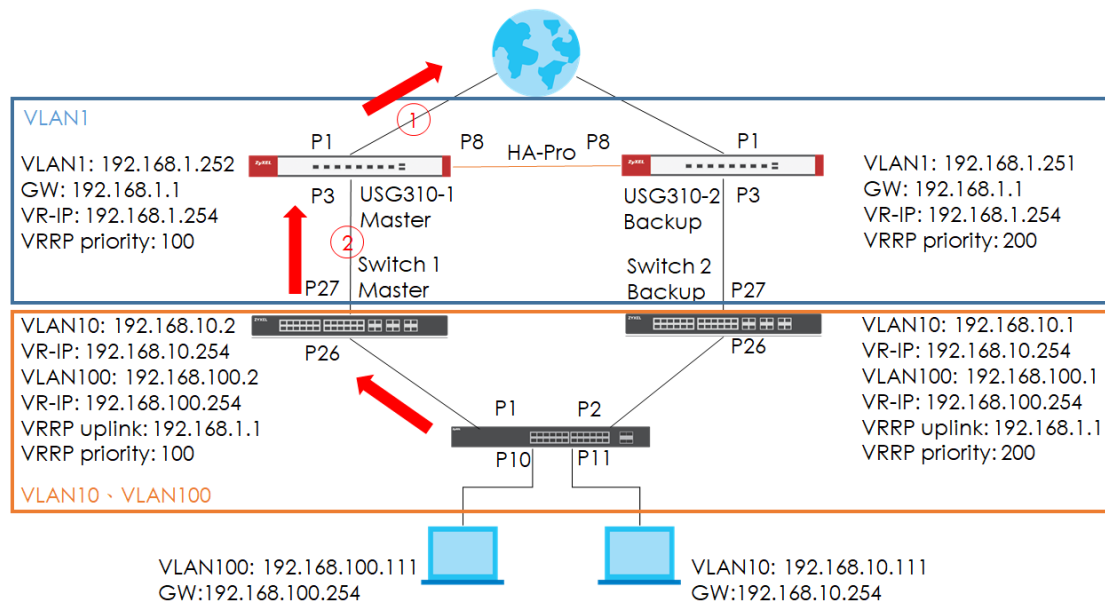 VLAN1
1
P1
P8
HA-Pro
P8
P1
ZyXEL
ZyXEL
VLAN1: 192.168.1.252
GW: 192.168.1.1
VR-IP: 192.168.1.254
VRRP priority: 100
P3
USG310-1
Master
USG310-2
Backup
P3
VLAN1: 192.168.1.251
GW: 192.168.1.1
VR-IP: 192.168.1.254
VRRP priority: 200
2
Switch 1
Master
P27
Switch 2
Backup
P27
VLAN10: 192.168.10.2
VR-IP: 192.168.10.254
VLAN100: 192.168.100.2
VR-IP: 192.168.100.254
VRRP uplink: 192.168.1.1
VRRP priority: 100
ZyXEL
ZyXEL
P26
P26
VLAN10: 192.168.10.1
VR-IP: 192.168.10.254
VLAN100: 192.168.100.1
VR-IP: 192.168.100.254
VRRP uplink: 192.168.1.1
VRRP priority: 200
P1
P2
P10
P11
VLAN10、VLAN100
VLAN100: 192.168.100.111
GW:192.168.100.254
VLAN10: 192.168.10.111
GW:192.168.10.254